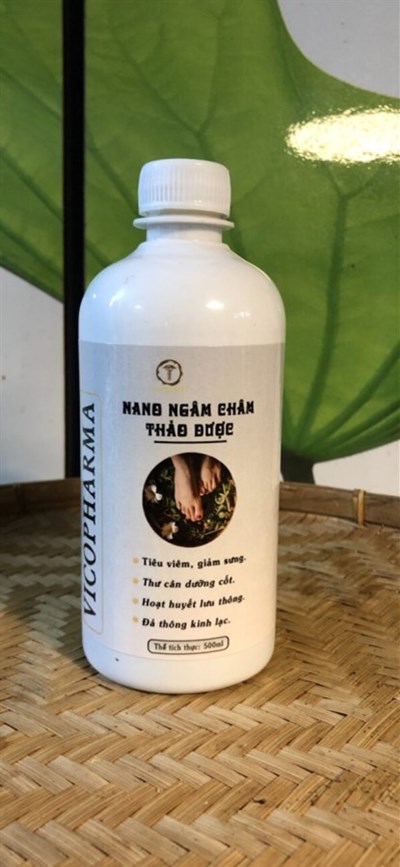 VICOPHARMA
NANO NGÂM CHÂM
THẢO DƯỢC
Tiêu viêm, giảm sưng.
Thư cân dưỡng cốt.
Hoạt huyết lưu thông.
Đả thông kinh lạc.
Thể tích thực: 500ml